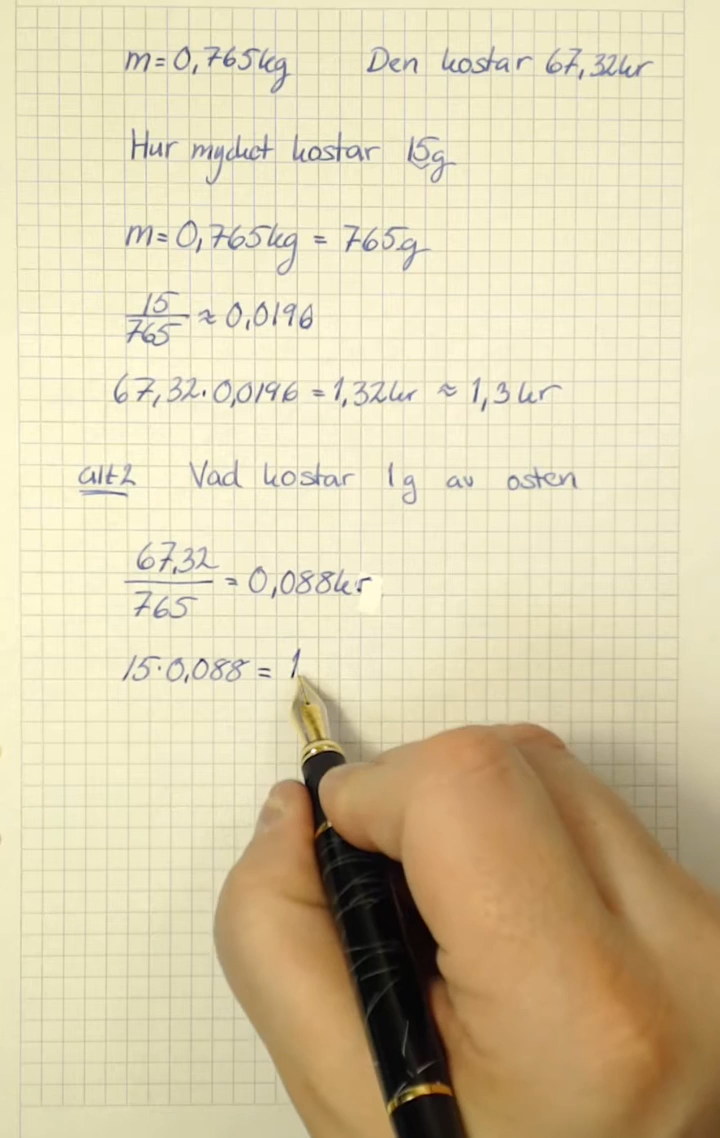 m=0,765kg Den kostar 67,32kr
Hur mycket kostar 15g
m=0,765kg = 765g
15/765 ≈ 0,0196
67,32·0,0196 = 1,32kr ≈ 1,3kr
alt2 Vad kostar 1g av osten
67,32/765 = 0,088kr
15·0,088 = 1